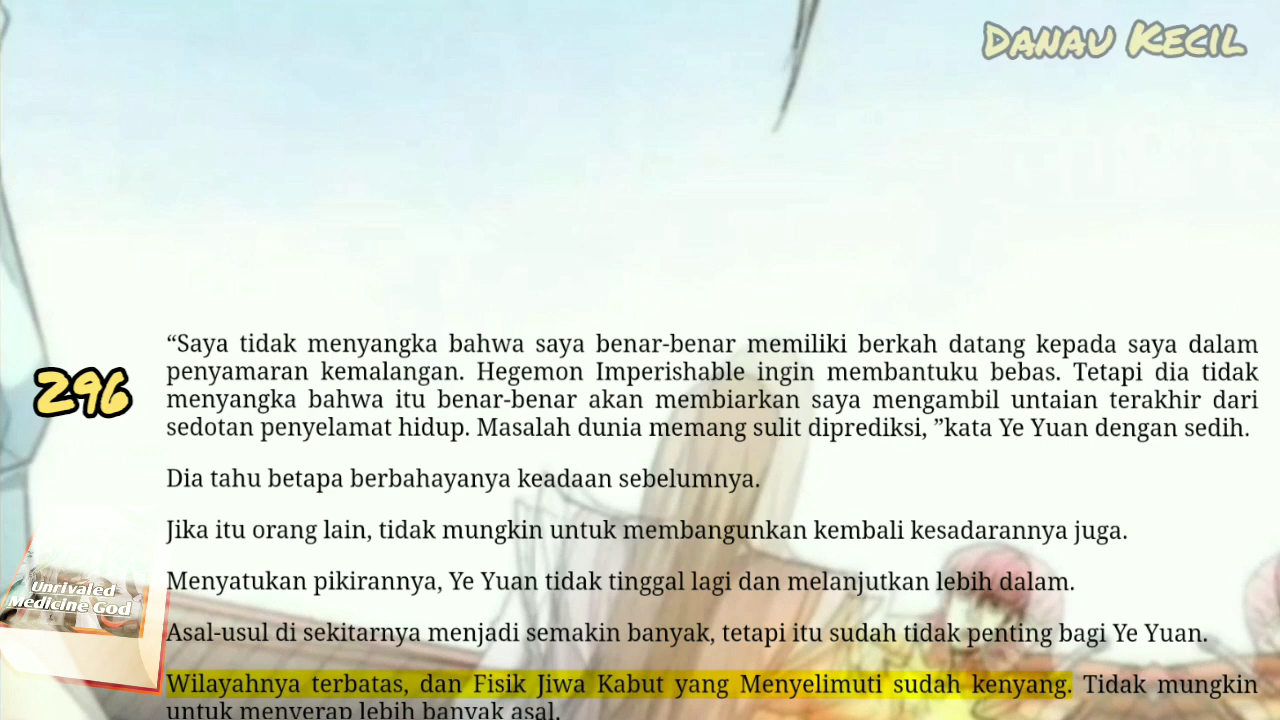 Danau Kecil
“Saya tidak menyangka bahwa saya benar-benar memiliki berkah datang kepada saya dalam
penyamaran kemalangan. Hegemon Imperishable ingin membantuku bebas. Tetapi dia tidak
menyangka bahwa itu benar-benar akan membiarkan saya mengambil untaian terakhir dari
sedotan penyelamat hidup. Masalah dunia memang sulit diprediksi, ”kata Ye Yuan dengan sedih.
296
Dia tahu betapa berbahayanya keadaan sebelumnya.
Jika itu orang lain, tidak mungkin untuk membangunkan kembali kesadarannya juga.
Menyatukan pikirannya, Ye Yuan tidak tinggal lagi dan melanjutkan lebih dalam.
Unrivaled
Medicine God
Asal-usul di sekitarnya menjadi semakin banyak, tetapi itu sudah tidak penting bagi Ye Yuan.
Wilayahnya terbatas, dan Fisik Jiwa Kabut yang Menyelimuti sudah kenyang. Tidak mungkin
untuk menyerap lebih banyak asal.